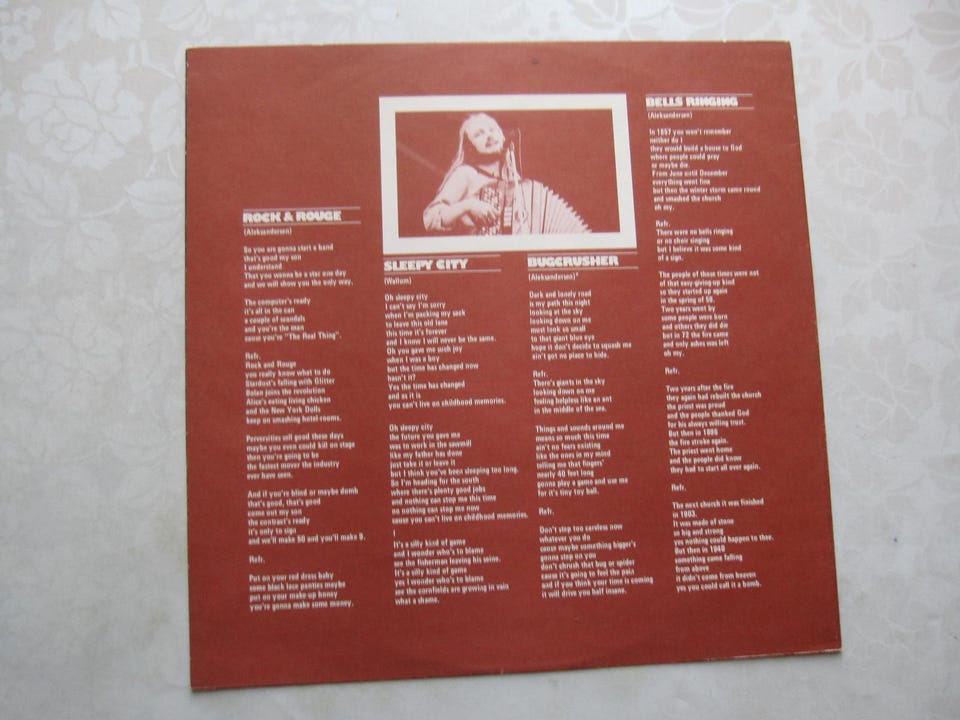 ROCK & ROUGE
(Aleksandersen)
So you are gonna start a band
that's good my son
I understand
That you wanna be a star one day
and we will show you the only way.
The computer's ready
it's all in the can
a couple of scandals
and you're the man
cause you're "The Real Thing".
Refr.
Rock and Rouge
you really know what to do
Stardust's falling with Glitter
Bolan joins the revolution
Alice's eating living chicken
and the New York Dolls
keep on smashing hotel-rooms.
Perversities sell good these days
maybe you even could kill on stage
then you're going to be
the fastest mover the industry
ever have seen.
And if you're blind or maybe dumb
that's good, that's good
come out my son
the contract's ready
it's only to sign
and we'll make 50 and you'll make 9.
Refr.
Put on your red dress baby
some black lace panties maybe
put on your make-up honey
you're gonna make some money.
SLEEPY CITY
(Wallum)
Oh sleepy city
I can't say I'm sorry
when I'm packing my sack
to leave this old lane
this time it's forever
and I know I will never be the same.
Oh you gave me such joy
when I was a boy
but the time has changed now
hasn't it?
Yes the time has changed
and as it is
you can't live on childhood memories.
Oh sleepy city
the future you gave me
was to work in the sawmill
like my father has done
just take it or leave it
but I think you've been sleeping too long.
So I'm heading for the south
where there's plenty good jobs
and nothing can stop me this time
no nothing can stop me now
cause you can't live on childhood memories.
It's a silly kind of game
and I wonder who's to blame
see the fisherman leaving his seine.
It's a silly kind of game
yes I wonder who's to blame
see the cornfields are growing in vain
what a shame.
BUGCRUSHER
(Aleksandersen)*
Dark and lonely road
is my path this night
looking at the sky
looking down on me
must look so small
to that giant blue eye
hope it don't decide to squash me
ain't got no place to hide.
Refr.
There's giants in the sky
looking down on me
feeling helpless like an ant
in the middle of the sea.
Things and sounds around me
means so much this time
ain't no fears existing
like the ones in my mind
telling me that fingers'
nearly 40 feet long
gonna play a game and use me
for it's tiny toy ball.
Refr.
Don't step too careless now
whatever you do
cause maybe something bigger's
gonna step on you
don't chrush that bug or spider
cause it's going to feel the pain
and if you think your time is coming
it will drive you half insane.
BELLS RINGING
(Aleksandersen)
In 1857 you won't remember
neither do I
they would build a house to God
where people could pray
or maybe die.
From June until December
everything went fine
but then the winter storm came round
and smashed the church
oh my.
Refr.
There were no bells ringing
or no choir singing
but I believe it was some kind
of a sign.
The people of those times were not
of that easy-giving-up kind
so they started up again
in the spring of 58.
Two years went by
some people were born
and others they did die
but in 72 the fire came
and only ashes was left
oh my.
Refr.
Two years after the fire
they again had rebuilt the church
the priest was proud
and the people thanked God
for his always willing trust.
But then in 1886
the fire stroke again.
The priest went home
and the people did know
they had to start all over again.
Refr.
The next church it was finished
in 1903.
It was made of stone
so big and strong
yes nothing could happen to thee.
But then in 1940
something came falling
from above
it didn't come from heaven
yes you could call it a bomb.